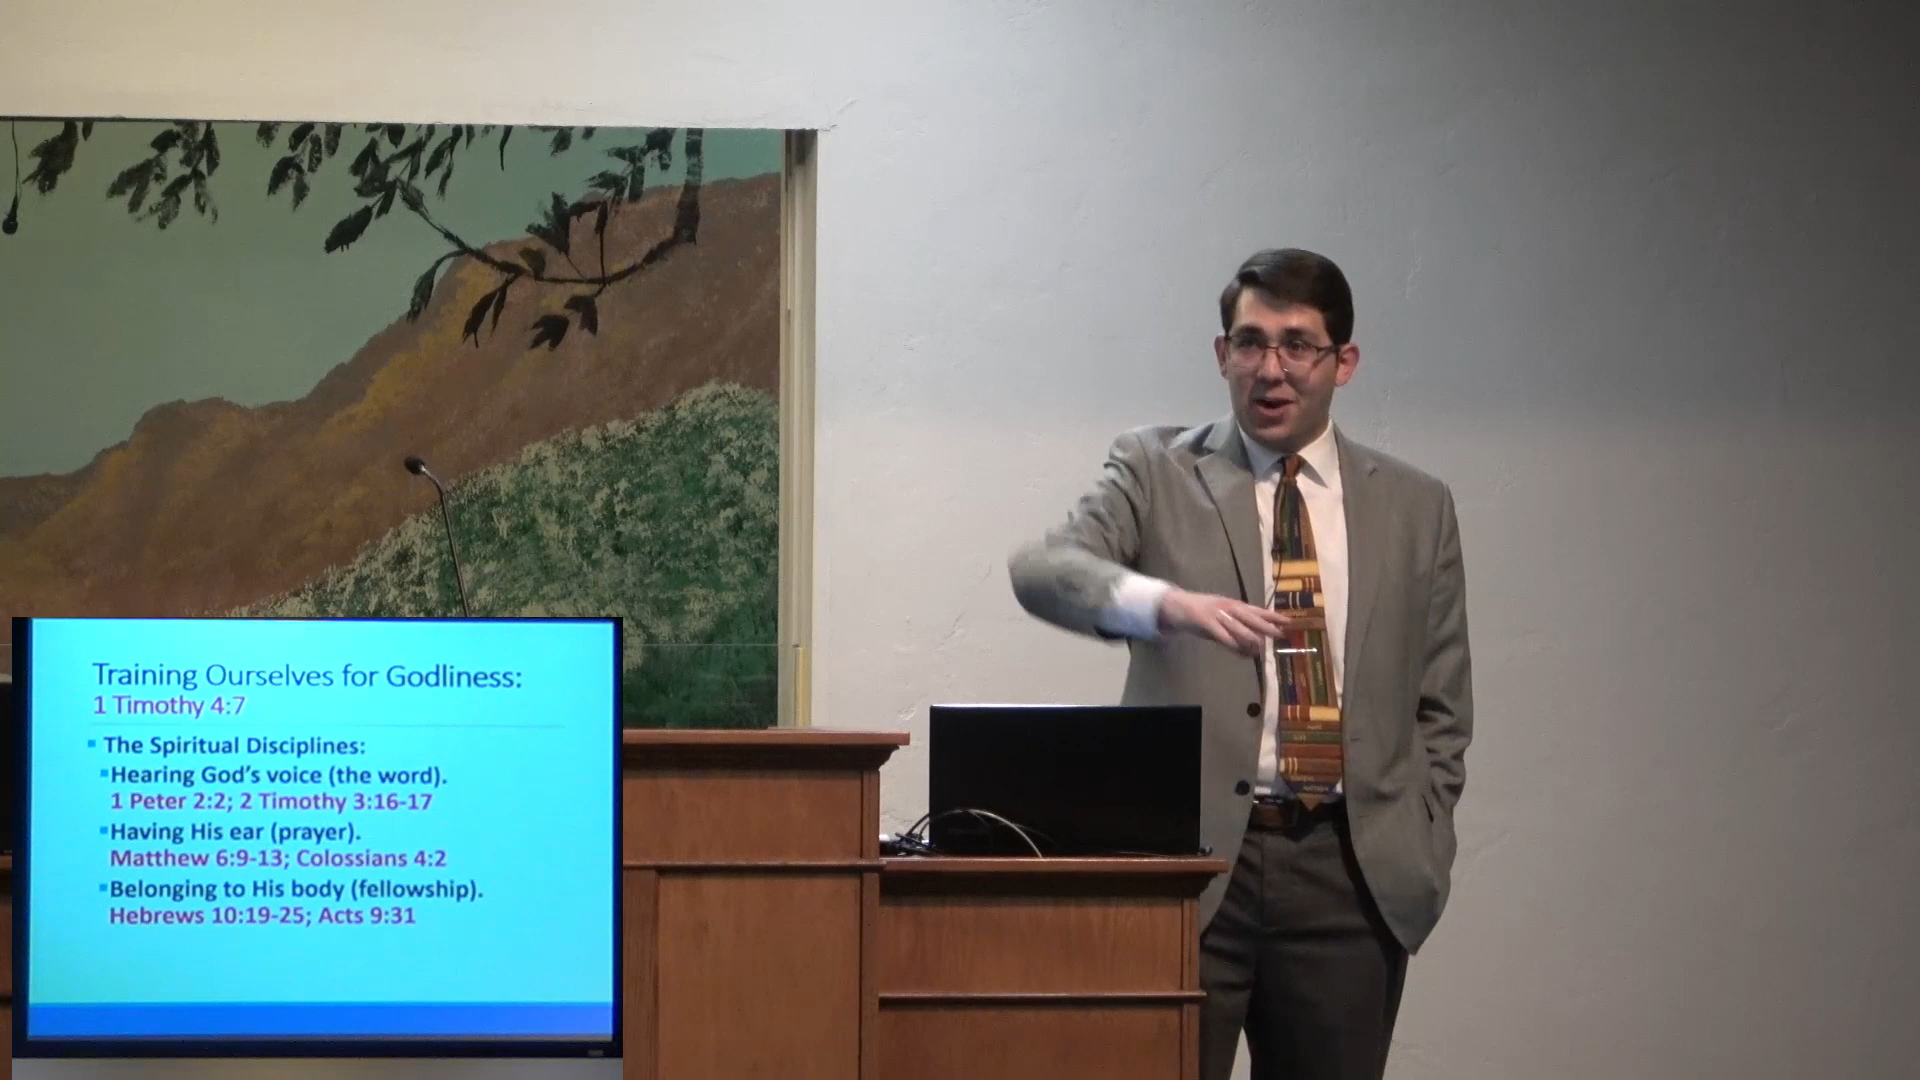 Training Ourselves for Godliness:
1 Timothy 4:7
The Spiritual Disciplines:
Hearing God's voice (the word).
1 Peter 2:2; 2 Timothy 3:16-17
Having His ear (prayer).
Matthew 6:9-13; Colossians 4:2
Belonging to His body (fellowship).
Hebrews 10:19-25; Acts 9:31